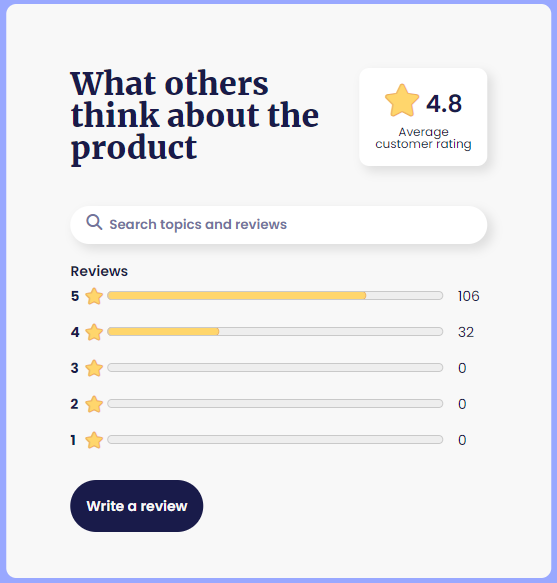 What others
think about the
product
4.8
Average
customer rating
Search topics and reviews
Reviews
5 106
4 32
3 0
2 0
1 0
Write a review